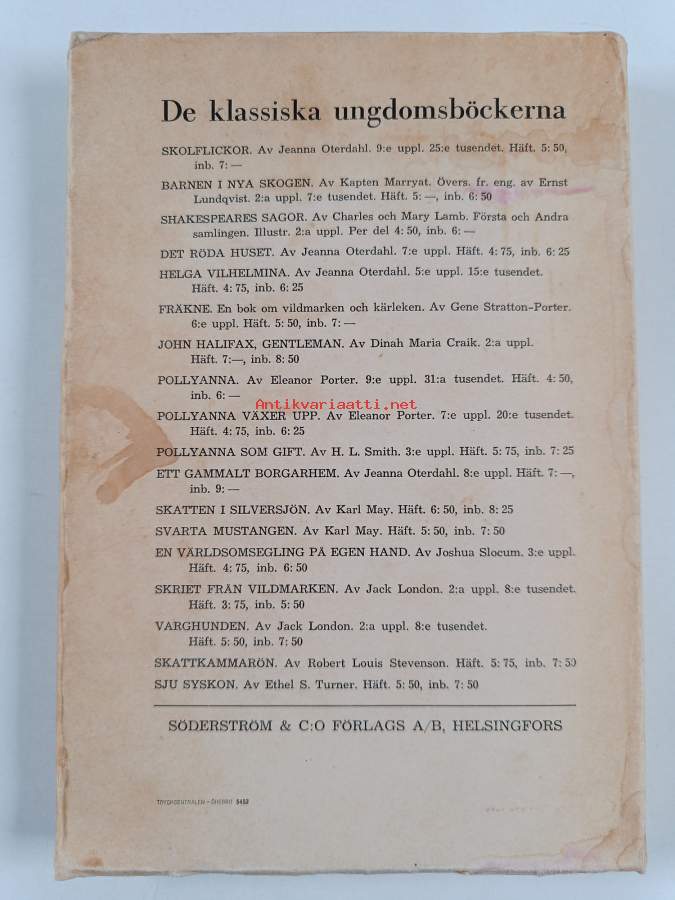 De klassiska ungdomsböckerna
SKOLFLICKOR. Av Jeanna Oterdahl. 9:e uppl. 25:e tusendet. Häft. 5: 50,
inb. 7: —
BARNEN I NYA SKOGEN. Av Kapten Marryat. Övers. fr. eng. av Ernst
Lundqvist. 2:a uppl. 7:e tusendet. Häft. 5: —, inb. 6: 50
SHAKESPEARES SAGOR. Av Charles och Mary Lamb. Första och Andra
samlingen. Illustr. 2:a uppl. Per del 4: 50, inb. 6: —
DET RÖDA HUSET. Av Jeanna Oterdahl. 7:e uppl. Häft. 4: 75, inb. 6: 25
HELGA VILHELMINA. Av Jeanna Oterdahl. 5:e uppl. 15:e tusendet.
Häft. 4: 75, inb. 6: 25
FRÄKNE. En bok om vildmarken och kärleken. Av Gene Stratton-Porter.
6:e uppl. Häft. 5: 50, inb. 7: —
JOHN HALIFAX, GENTLEMAN. Av Dinah Maria Craik. 2:a uppl.
Häft. 7:—, inb. 8: 50
POLLYANNA. Av Eleanor Porter. 9:e uppl. 31:a tusendet. Häft. 4: 50,
inb. 6: —
Antikvariaatti.net
POLLYANNA VÄXER UPP. Av Eleanor Porter. 7:e uppl. 20:e tusendet.
Häft. 4: 75, inb. 6: 25
POLLYANNA SOM GIFT. Av H. L. Smith. 3:e uppl. Häft. 5: 75, inb. 7: 25
ETT GAMMALT BORGARHEM. Av Jeanna Oterdahl. 8:e uppl. Häft. 7: —,
inb. 9: —
SKATTEN I SILVERSJÖN. Av Karl May. Häft. 6: 50, inb. 8: 25
SVARTA MUSTANGEN. Av Karl May. Häft. 5: 50, inb. 7: 50
EN VÄRLDSOMSEGLING PÅ EGEN HAND. Av Joshua Slocum. 3:e uppl.
Häft. 4: 75, inb. 6: 50
SKRIET FRÅN VILDMARKEN. Av Jack London. 2:a uppl. 8:e tusendet.
Häft. 3: 75, inb. 5: 50
VARGHUNDEN. Av Jack London. 2:a uppl. 8:e tusendet.
Häft. 5: 50, inb. 7: 50
SKATTKAMMARÖN. Av Robert Louis Stevenson. Häft. 5: 75, inb. 7: 50
SJU SYSKON. Av Ethel S. Turner. Häft. 5: 50, inb. 7: 50
SÖDERSTRÖM & C:O FÖRLAGS A/B, HELSINGFORS
TRYCKCENTRALEN - ÖREBRO 5452